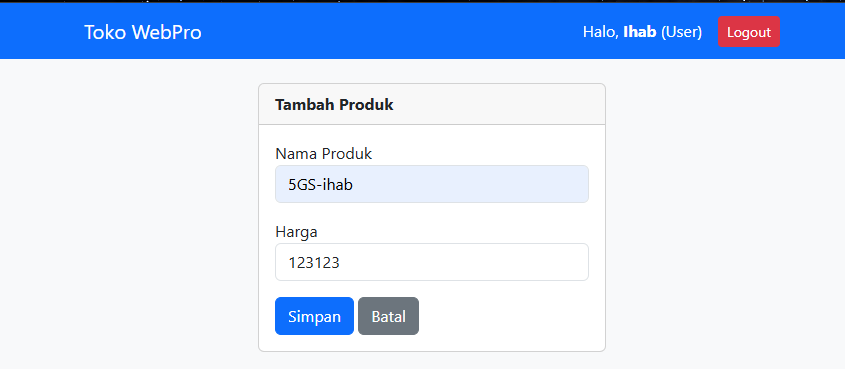 Toko WebPro
Halo, Ihab (User)
Logout
Tambah Produk
Nama Produk
5GS-ihab
Harga
123123
Simpan
Batal